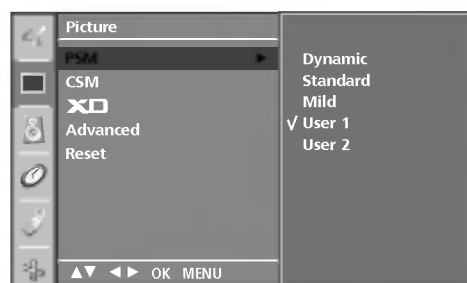 Picture
PSM ►
CSM
XD
Advanced
Reset
▲▼ ◄► OK MENU
Dynamic
Standard
Mild
√ User 1
User 2